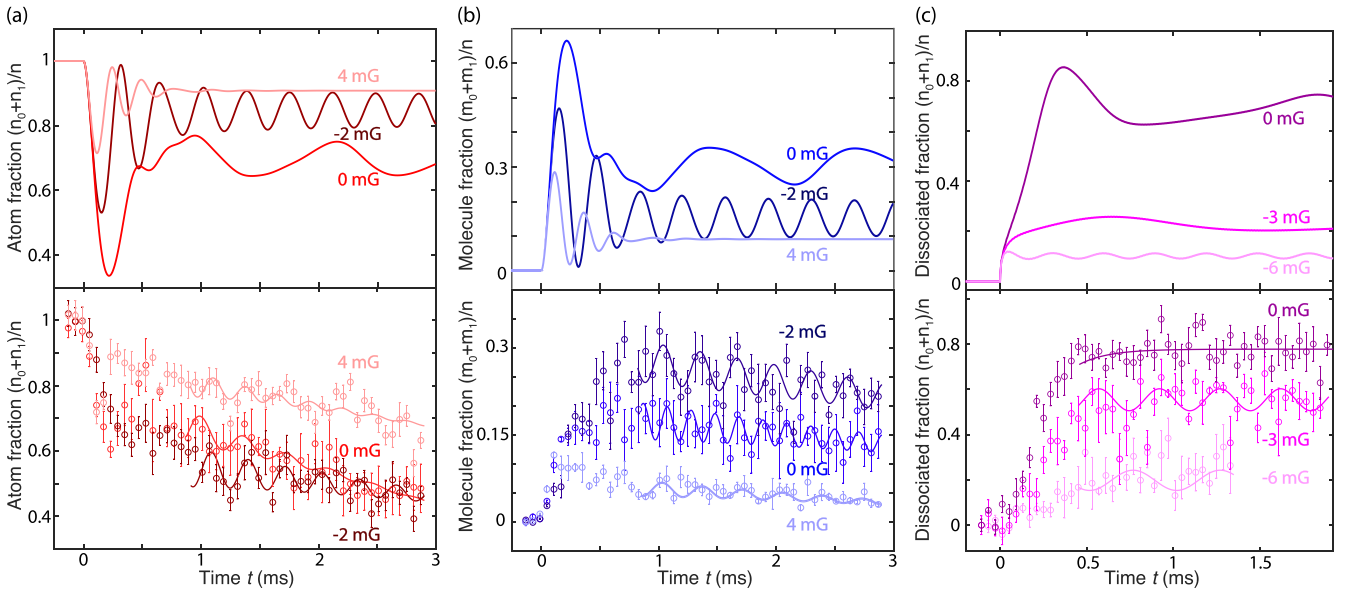 (a)
Atom fraction (n0+n1)/n
1
0.8
0.6
0.4
4 mG
-2 mG
0 mG
Atom fraction (n0+n1)/n
1
0.8
0.6
0.4
4 mG
0 mG
-2 mG
0
1
2
3
Time t (ms)
(b)
Molecule fraction (m0+m1)/n
0.6
0.3
0
0 mG
-2 mG
4 mG
Molecule fraction (m0+m1)/n
0.3
0.15
0
-2 mG
0 mG
4 mG
0
1
2
3
Time t (ms)
(c)
Dissociated fraction (n0+n1)/n
0.8
0.4
0
0 mG
-3 mG
-6 mG
Dissociated fraction (n0+n1)/n
0.8
0.4
0
0 mG
-3 mG
-6 mG
0
0.5
1
1.5
Time t (ms)